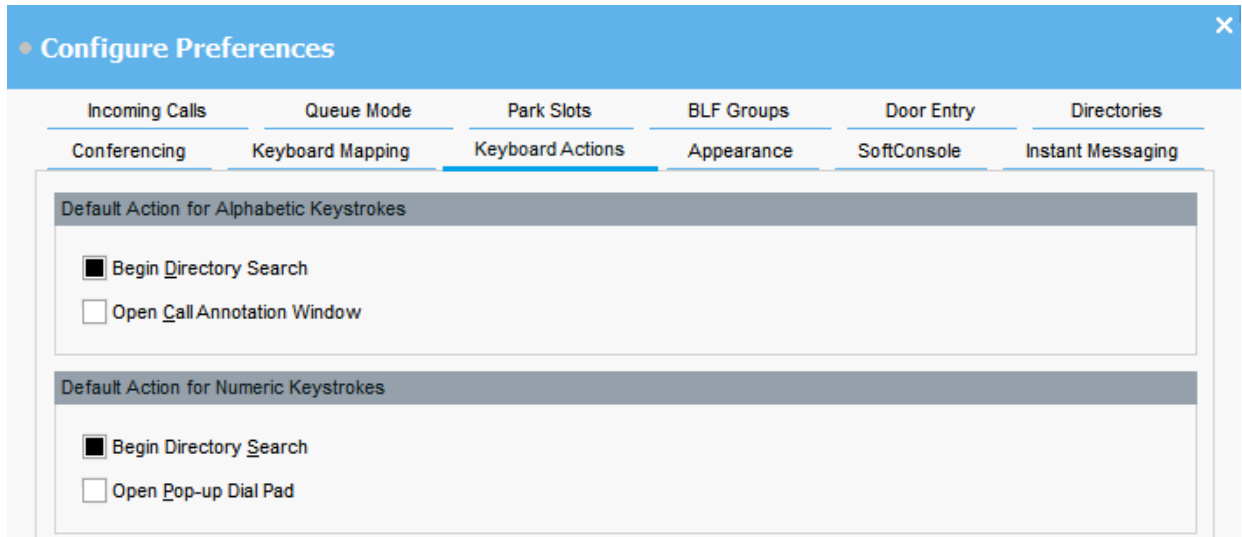 Configure Preferences
Incoming Calls Queue Mode Park Slots BLF Groups Door Entry Directories
Conferencing Keyboard Mapping Keyboard Actions Appearance SoftConsole Instant Messaging
Default Action for Alphabetic Keystrokes
Begin Directory Search
Open Call Annotation Window
Default Action for Numeric Keystrokes
Begin Directory Search
Open Pop-up Dial Pad